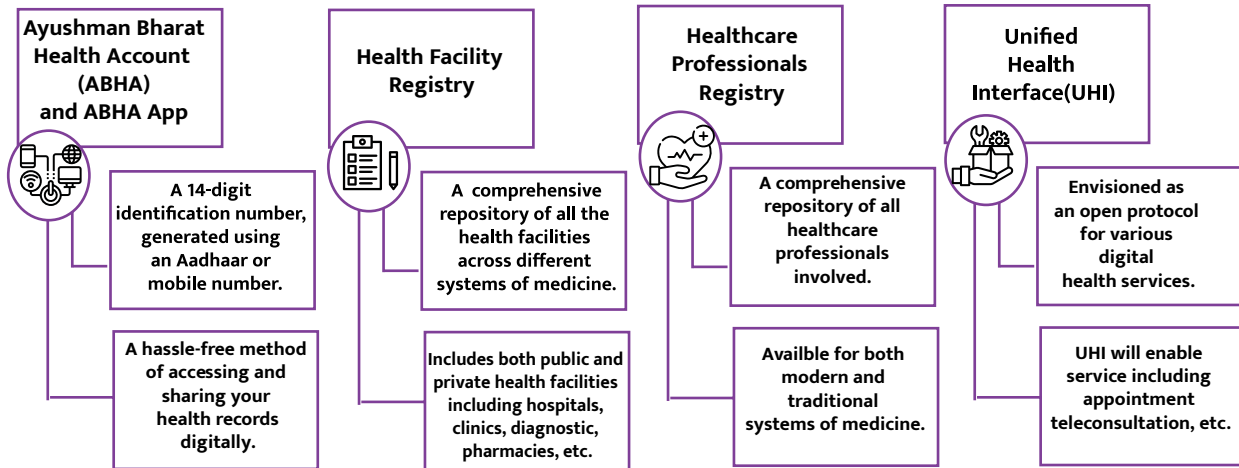 Ayushman Bharat
Health Account
(ABHA)
and ABHA App
A 14-digit
identification number,
generated using
an Aadhaar or
mobile number.
A hassle-free method
of accessing and
sharing your
health records
digitally.
Health Facility
Registry
A comprehensive
repository of all the
health facilities
across different
systems of medicine.
Includes both public and
private health facilities
including hospitals,
clinics, diagnostic,
pharmacies, etc.
Healthcare
Professionals
Registry
A comprehensive
repository of all
healthcare
professionals
involved.
Availble for both
modern and
traditional
systems of medicine.
Unified
Health
Interface(UHI)
Envisioned as
an open protocol
for various
digital
health services.
UHI will enable
service including
appointment
teleconsultation, etc.